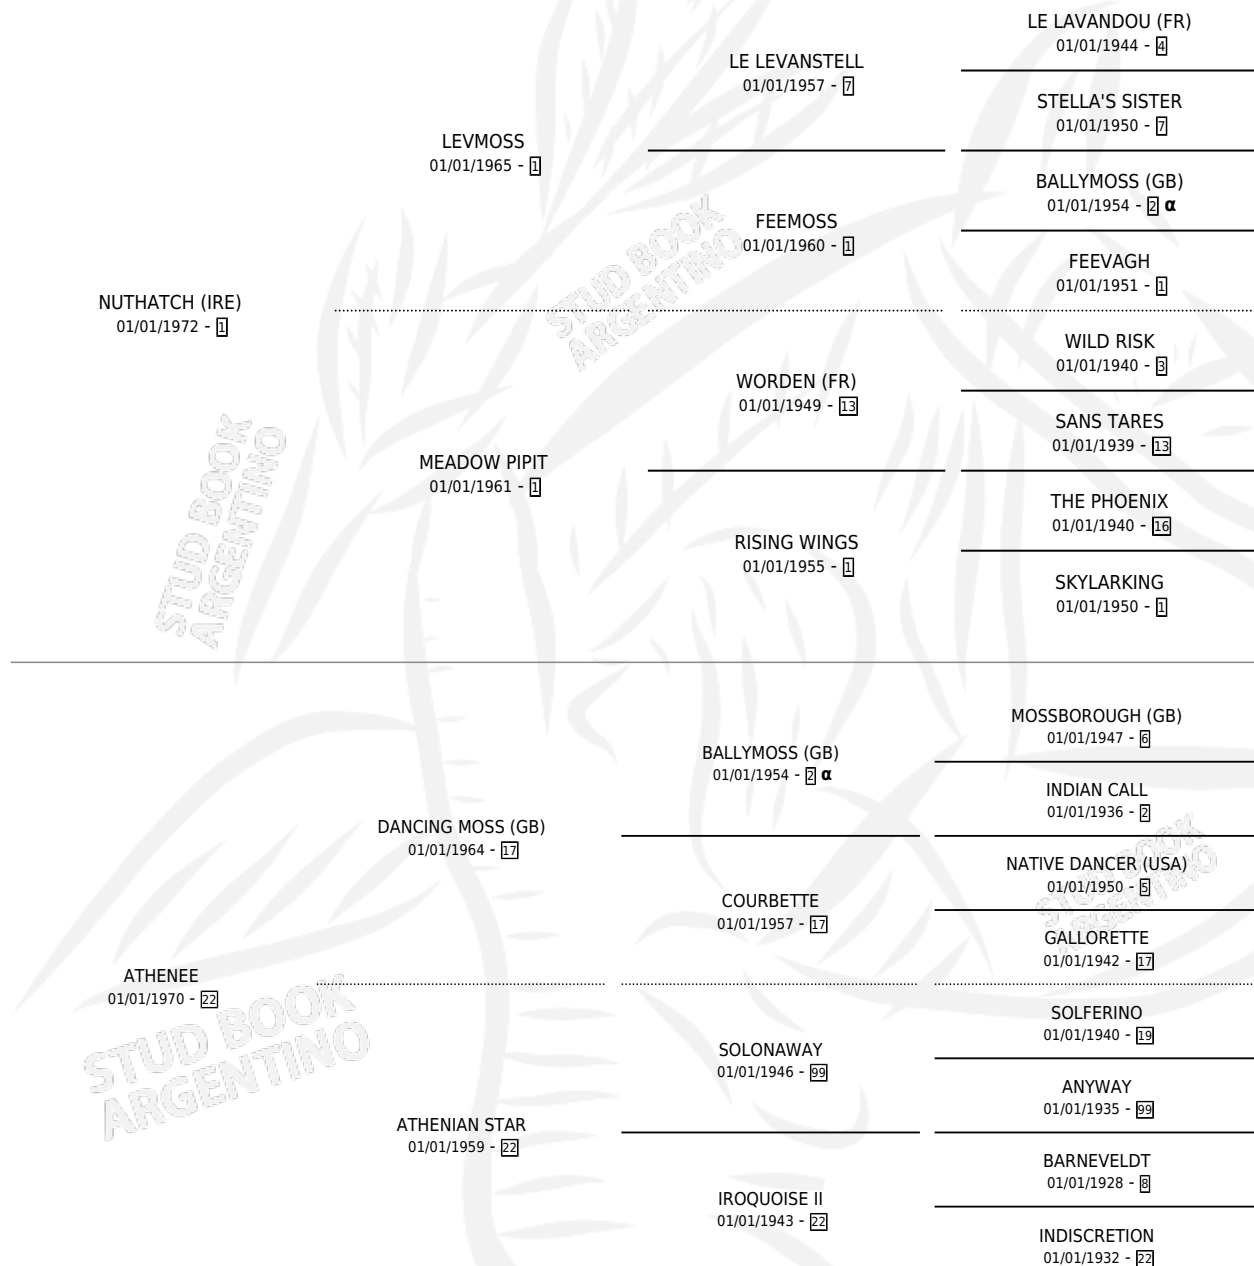 LE LAVANDOU (FR)
01/01/1944 - 4
LE LEVANSTELL
01/01/1957 - 7
STELLA'S SISTER
01/01/1950 - 7
LEVMOSS
01/01/1965 - 1
BALLYMOSS (GB)
01/01/1954 - 2 α
FEEMOSS
01/01/1960 - 1
FEEVAGH
01/01/1951 - 1
NUTHATCH (IRE)
01/01/1972 - 1
WILD RISK
01/01/1940 - 3
WORDEN (FR)
01/01/1949 - 13
SANS TARES
01/01/1939 - 13
MEADOW PIPIT
01/01/1961 - 1
THE PHOENIX
01/01/1940 - 16
RISING WINGS
01/01/1955 - 1
SKYLARKING
01/01/1950 - 1
STUD BOOK
ARGENTINO
STUD BOOK
ARGENTINO
MOSSBOROUGH (GB)
01/01/1947 - 6
BALLYMOSS (GB)
01/01/1954 - 2 α
INDIAN CALL
01/01/1936 - 2
DANCING MOSS (GB)
01/01/1964 - 17
NATIVE DANCER (USA)
01/01/1950 - 5
COURBETTE
01/01/1957 - 17
GALLORETTE
01/01/1942 - 17
ATHENEE
01/01/1970 - 22
SOLFERINO
01/01/1940 - 19
SOLONAWAY
01/01/1946 - 99
ANYWAY
01/01/1935 - 99
ATHENIAN STAR
01/01/1959 - 22
BARNEVELDT
01/01/1928 - 8
IROQUOISE II
01/01/1943 - 22
INDISCRETION
01/01/1932 - 22
STUD BOOK
ARGENTINO
STUD BOOK
ARGENTINO